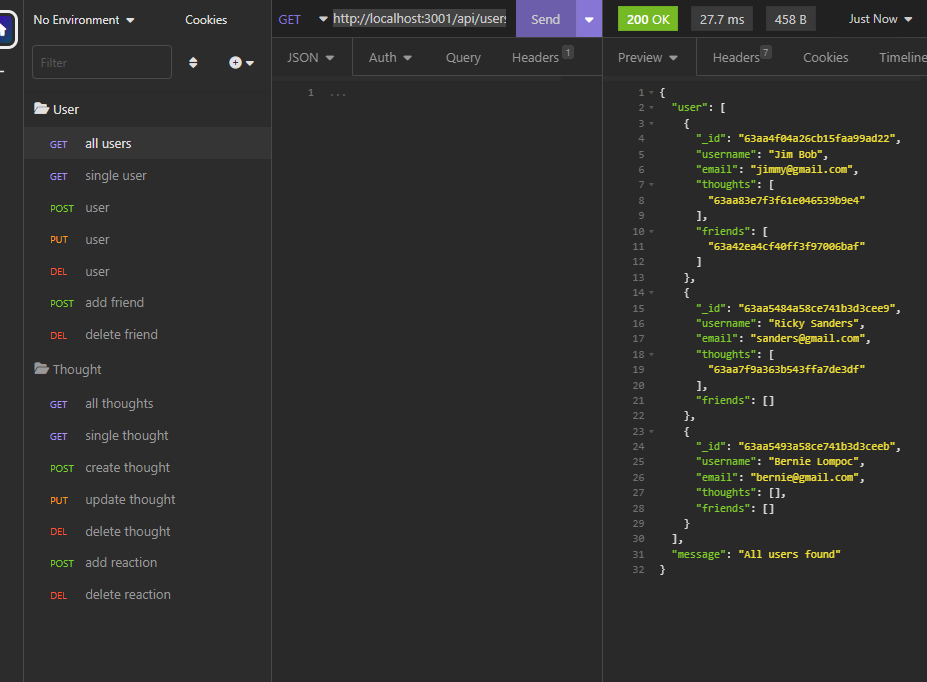 No Environment
Cookies
Filter
User
GET all users
GET single user
POST user
PUT user
DEL user
POST add friend
DEL delete friend
Thought
GET all thoughts
GET single thought
POST create thought
PUT update thought
DEL delete thought
POST add reaction
DEL delete reaction
GET http://localhost:3001/api/users Send
JSON Auth Query Headers 1
1 ...
200 OK 27.7 ms 458 B Just Now
Preview Headers 7 Cookies Timeline
1 {
2 "user": [
3 {
4 "_id": "63aa4f04a26cb15faa99ad22",
5 "username": "Jim Bob",
6 "email": "jimmy@gmail.com",
7 "thoughts": [
8 "63aa83e7f3f61e046539b9e4"
9 ],
10 "friends": [
11 "63a42ea4cf40ff3f97006baf"
12 ]
13 },
14 {
15 "_id": "63aa5484a58ce741b3d3cee9",
16 "username": "Ricky Sanders",
17 "email": "sanders@gmail.com",
18 "thoughts": [
19 "63aa7f9a363b543ffa7de3df"
20 ],
21 "friends": []
22 },
23 {
24 "_id": "63aa5493a58ce741b3d3ceeb",
25 "username": "Bernie Lompoc",
26 "email": "bernie@gmail.com",
27 "thoughts": [],
28 "friends": []
29 }
30 ],
31 "message": "All users found"
32 }